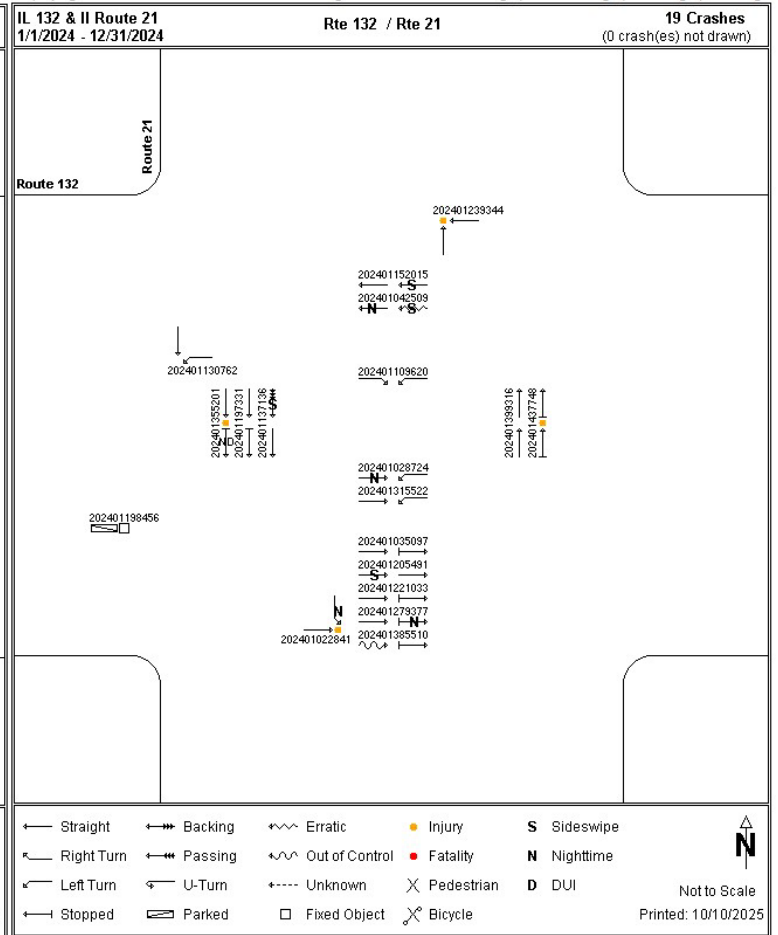 IL 132 & Il Route 21
1/1/2024 - 12/31/2024
Rte 132 / Rte 21
19 Crashes
(0 crash(es) not drawn)
Route 21
Route 132
202401239344
202401152015
S
202401042509
N S
202401130762
202401109620
202401355201
202401197331
202401137136
S
ND
202401399316
202401437748
202401028724
N
202401315522
202401198456
202401035097
202401205491
S
202401221033
N
202401279377
N
202401022841
202401385510
Straight
Backing
Erratic
Injury
S Sideswipe
Right Turn
Passing
Out of Control
Fatality
N Nighttime
Left Turn
U-Turn
Unknown
Pedestrian
D DUI
Stopped
Parked
Fixed Object
Bicycle
N
Not to Scale
Printed: 10/10/2025